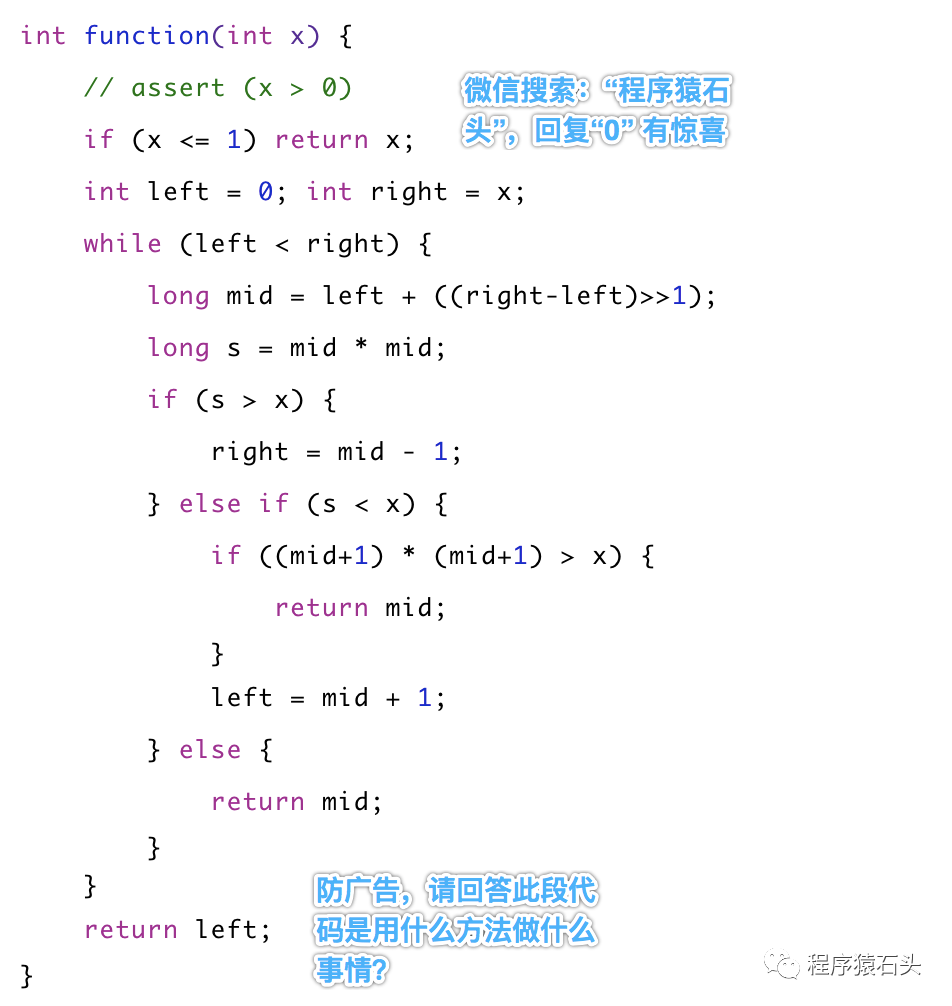 int function(int x) {
// assert (x > 0)
微信搜索：“程序猿石
头”，回复“0” 有惊喜
if (x <= 1) return x;
int left = 0; int right = x;
while (left < right) {
long mid = left + ((right-left)>>1);
long s = mid * mid;
if (s > x) {
right = mid - 1;
} else if (s < x) {
if ((mid+1) * (mid+1) > x) {
return mid;
}
left = mid + 1;
} else {
return mid;
}
}
return left;
}
防广告，请回答此段代
码是用什么方法做什么
事情？
程序猿石头